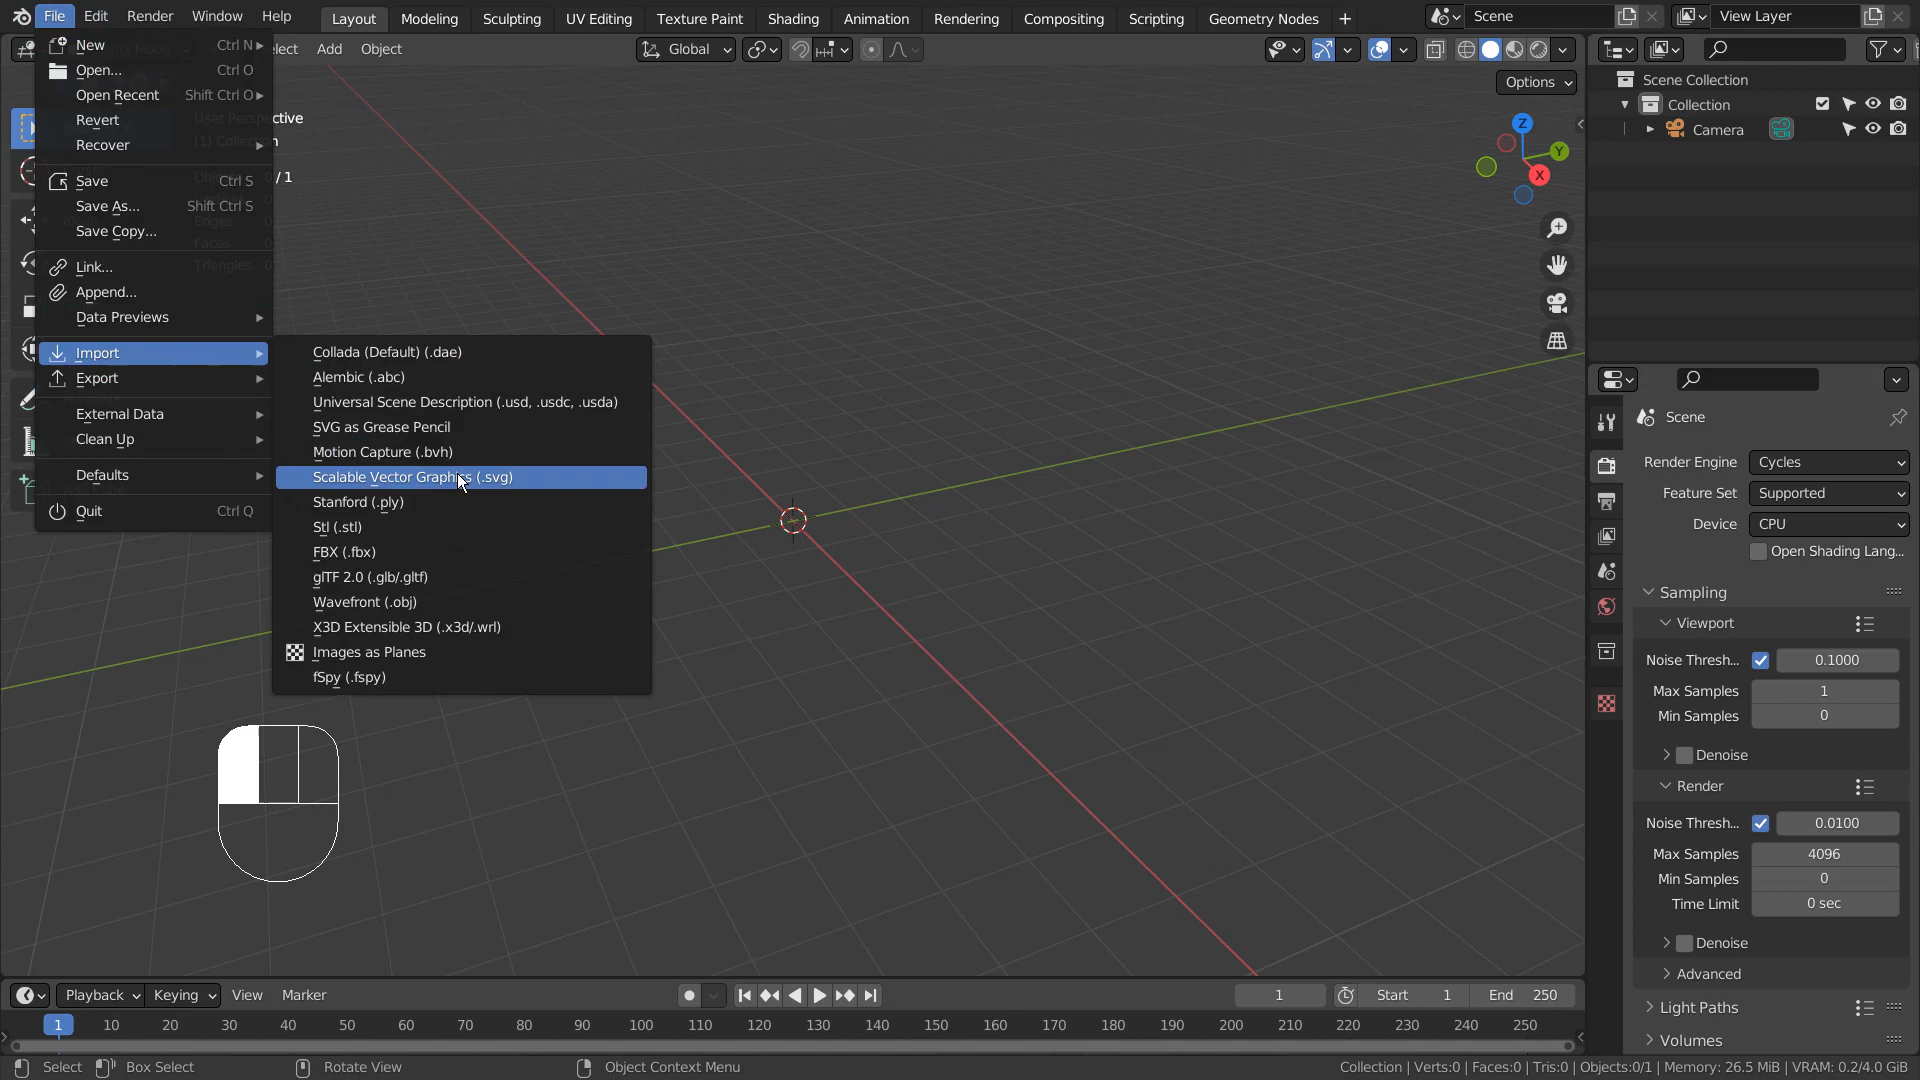 File Edit Render Window Help Layout Modeling Sculpting UV Editing Texture Paint Shading Animation Rendering Compositing Scripting Geometry Nodes + Scene View Layer
New Ctrl N
Open... Ctrl O
Open Recent Shift Ctrl O
Revert
Recover
Save Ctrl S
Save As... Shift Ctrl S
Save Copy...
Link...
Append...
Data Previews
Import
Export
External Data
Clean Up
Defaults
Quit Ctrl Q
Add Object Global
Options
User Perspective
(1) Collection
/ 1
Edges
Faces
Triangles
Z
Y
X
Collada (Default) (.dae)
Alembic (.abc)
Universal Scene Description (.usd, .usdc, .usda)
SVG as Grease Pencil
Motion Capture (.bvh)
Scalable Vector Graphics (.svg)
Stanford (.ply)
Stl (.stl)
FBX (.fbx)
glTF 2.0 (.glb/.gltf)
Wavefront (.obj)
X3D Extensible 3D (.x3d/.wrl)
Images as Planes
fSpy (.fspy)
Scene Collection
Collection
Camera
Scene
Render Engine Cycles
Feature Set Supported
Device CPU
Open Shading Lang...
Sampling
Viewport
Noise Thresh... 0.1000
Max Samples 1
Min Samples 0
Denoise
Render
Noise Thresh... 0.0100
Max Samples 4096
Min Samples 0
Time Limit 0 sec
Denoise
Advanced
Light Paths
Volumes
Playback Keying View Marker 1 Start 1 End 250
1 10 20 30 40 50 60 70 80 90 100 110 120 130 140 150 160 170 180 190 200 210 220 230 240 250
Select Box Select Rotate View Object Context Menu Collection | Verts:0 | Faces:0 | Tris:0 | Objects:0/1 | Memory: 26.5 MiB | VRAM: 0.2/4.0 GiB